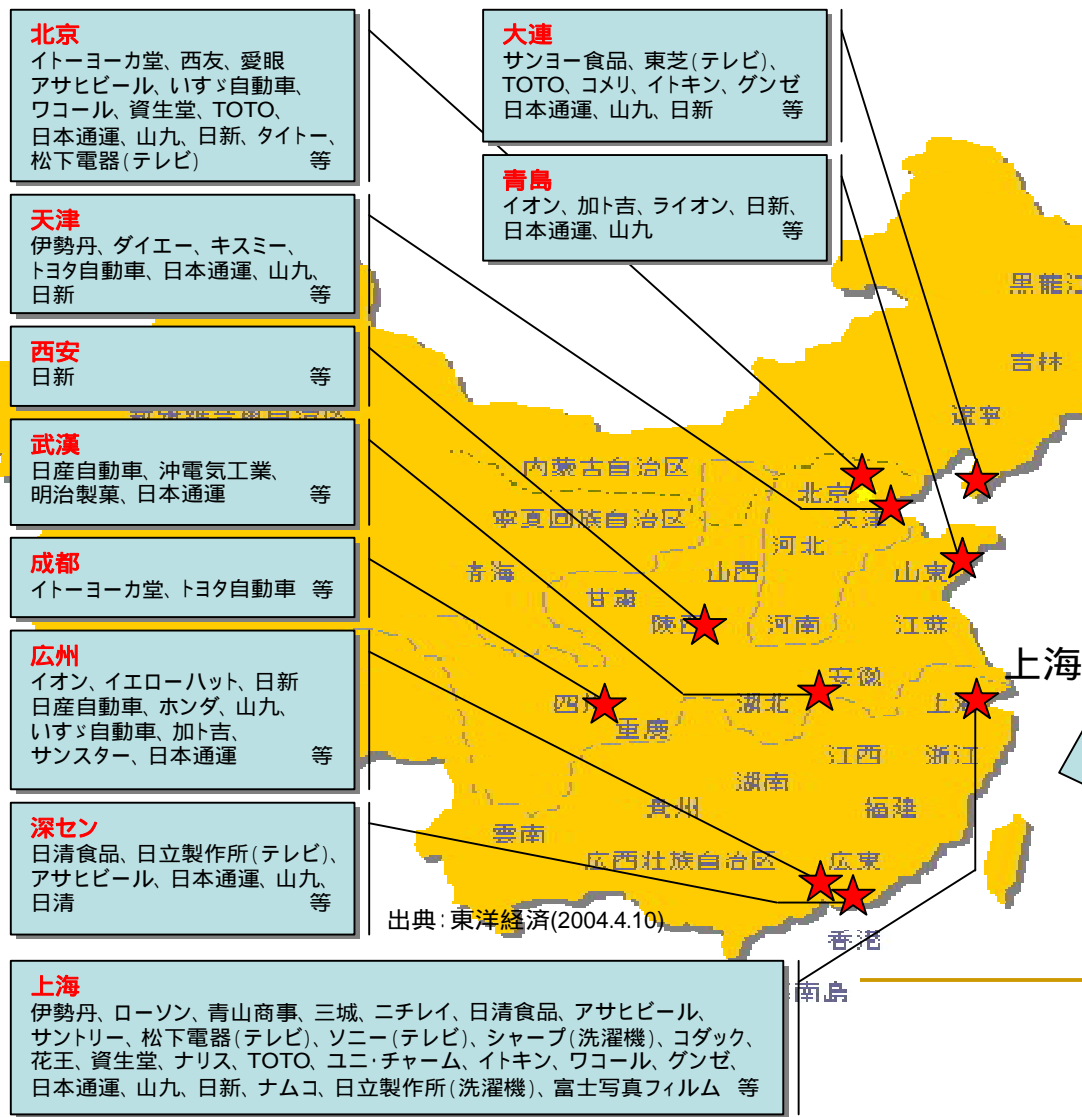 北京
イトーヨーカ堂、西友、愛眼
アサヒビール、いすゞ自動車、
ワコール、資生堂、TOTO、
日本通運、山九、日新、タイトー、
松下電器(テレビ) 等
大連
サンヨー食品、東芝(テレビ)、
TOTO、コメリ、イトキン、グンゼ
日本通運、山九、日新 等
青島
イオン、加ト吉、ライオン、日新、
日本通運、山九 等
天津
伊勢丹、ダイエー、キスミー、
トヨタ自動車、日本通運、山九、
日新 等
西安
日新 等
武漢
日産自動車、沖電気工業、
明治製菓、日本通運 等
成都
イトーヨーカ堂、トヨタ自動車 等
広州
イオン、イエローハット、日新
日産自動車、ホンダ、山九、
いすゞ自動車、加ト吉、
サンスター、日本通運 等
深セン
日清食品、日立製作所(テレビ)、
アサヒビール、日本通運、山九、
日清 等
上海
伊勢丹、ローソン、青山商事、三城、ニチレイ、日清食品、アサヒビール、
サントリー、松下電器(テレビ)、ソニー(テレビ)、シャープ(洗濯機)、コダック、
花王、資生堂、ナリス、TOTO、ユニ・チャーム、イトキン、ワコール、グンゼ、
日本通運、山九、日新、ナムコ、日立製作所(洗濯機)、富士写真フィルム 等
黒龍江
吉林
遼寧
内蒙古自治区
北京
寧夏回族自治区
天津
河北
青海
山西
山東
甘粛
陝西
河南
江蘇
上海
安徽
四川
湖北
上海
重慶
江西
浙江
湖南
貴州
福建
雲南
広西壮族自治区
広東
出典:東洋経済(2004.4.10)
香港
南島